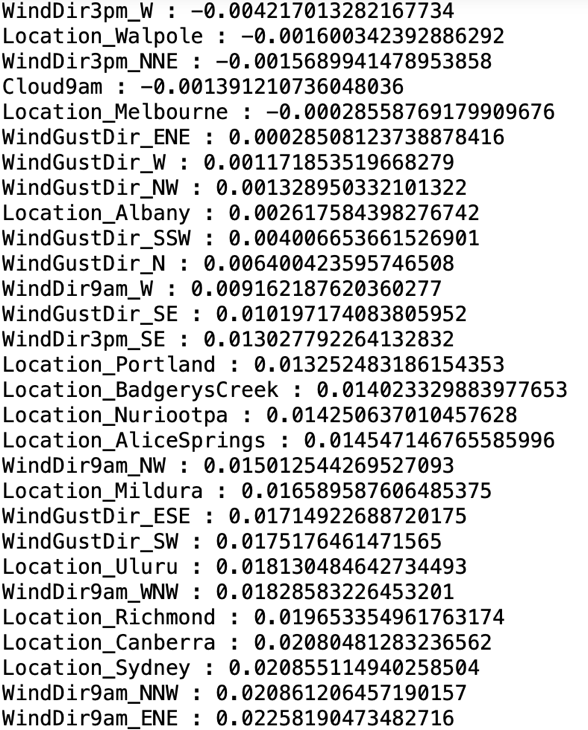 WindDir3pm_W : -0.004217013282167734
Location_Walpole : -0.001600342392886292
WindDir3pm_NNE : -0.0015689941478953858
Cloud9am : -0.001391210736048036
Location_Melbourne : -0.00028558769179909676
WindGustDir_ENE : 0.00028508123738878416
WindGustDir_W : 0.001171853519668279
WindGustDir_NW : 0.001328950332101322
Location_Albany : 0.002617584398276742
WindGustDir_SSW : 0.004006653661526901
WindGustDir_N : 0.006400423595746508
WindDir9am_W : 0.009162187620360277
WindGustDir_SE : 0.010197174083805952
WindDir3pm_SE : 0.013027792264132832
Location_Portland : 0.013252483186154353
Location_BadgerysCreek : 0.014023329883977653
Location_Nuriootpa : 0.014250637010457628
Location_AliceSprings : 0.014547146765585996
WindDir9am_NW : 0.015012544269527093
Location_Mildura : 0.016589587606485375
WindGustDir_ESE : 0.01714922688720175
WindGustDir_SW : 0.0175176461471565
Location_Uluru : 0.018130484642734493
WindDir9am_WNW : 0.01828583226453201
Location_Richmond : 0.019653354961763174
Location_Canberra : 0.02080481283236562
Location_Sydney : 0.020855114940258504
WindDir9am_NNW : 0.020861206457190157
WindDir9am_ENE : 0.02258190473482716